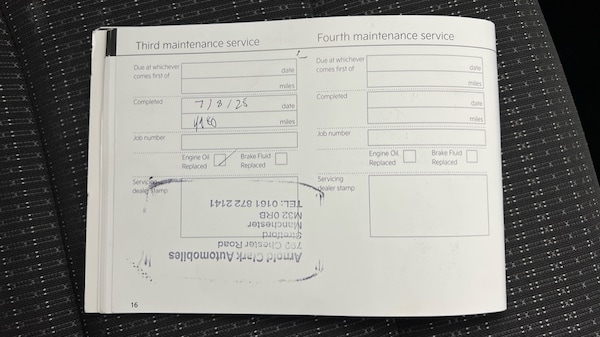 Third maintenance service
Due at whichever
comes first of
date
miles
Completed
7/8/25
date
miles
Job number
Engine Oil
Replaced
Brake Fluid
Replaced
Servicing
dealer stamp
Arnold Clark Automobiles
Chester Road
Stretford
Manchester
M32 0RB
TEL: 0161 872 2141
16
Fourth maintenance service
Due at whichever
comes first of
date
miles
Completed
date
miles
Job number
Engine Oil
Replaced
Brake Fluid
Replaced
Servicing
dealer stamp